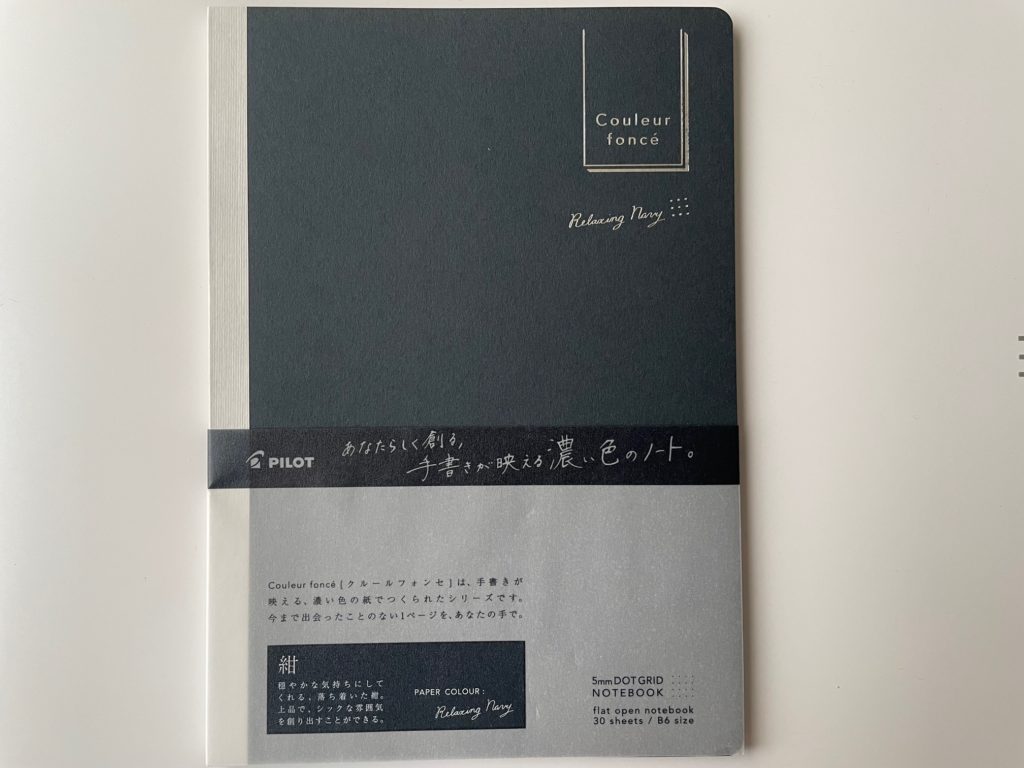 Couleur
foncé
Relaxing Navy
PILOT
あなたらしく創る,
手書きが映える濃い色のノート。
Couleur foncé [クルールフォンセ] は、手書きが
映える、濃い色の紙でつくられたシリーズです。
今まで出会ったことのない1ページを、あなたの手で。
紺
穏やかな気持ちにして
くれる、落ち着いた紺。
上品で、シックな雰囲気
を創り出すことができる。
PAPER COLOUR :
Relaxing Navy
5mm DOT GRID
NOTEBOOK
flat open notebook
30 sheets / B6 size